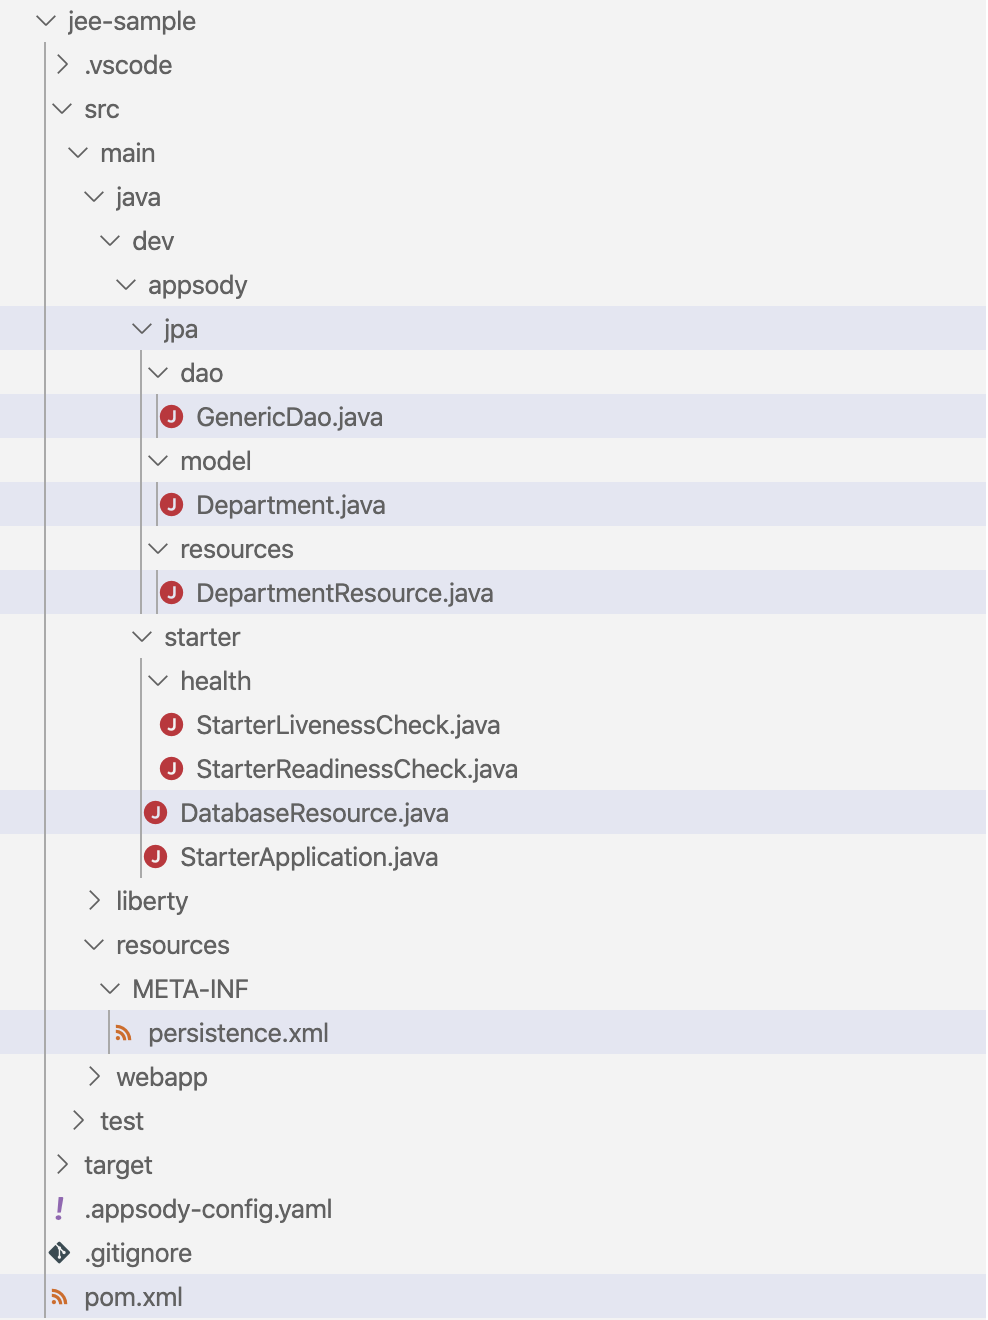 jee-sample
.vscode
src
main
java
dev
appsody
jpa
dao
J GenericDao.java
model
J Department.java
resources
J DepartmentResource.java
starter
health
J StarterLivenessCheck.java
J StarterReadinessCheck.java
J DatabaseResource.java
J StarterApplication.java
liberty
resources
META-INF
persistence.xml
webapp
test
target
! .appsody-config.yaml
.gitignore
pom.xml